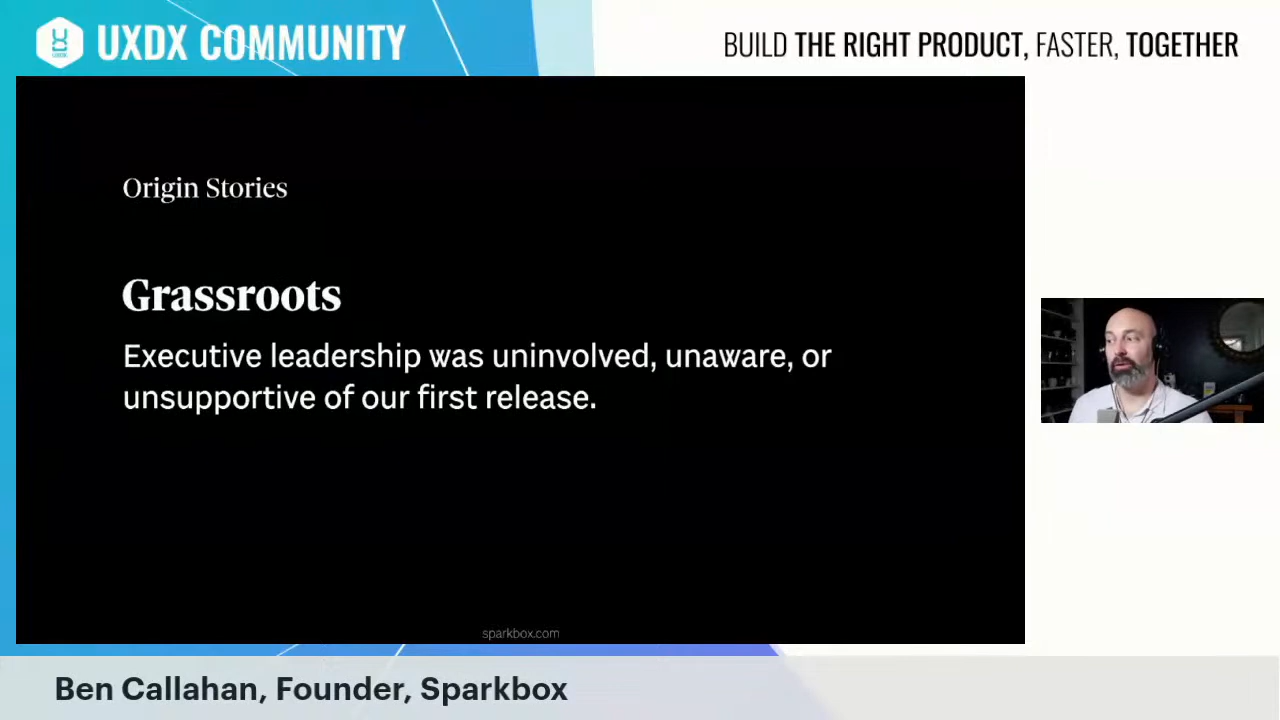 UXDX COMMUNITY
BUILD THE RIGHT PRODUCT, FASTER, TOGETHER
Origin Stories
Grassroots
Executive leadership was uninvolved, unaware, or
unsupportive of our first release.
sparkbox.com
Ben Callahan, Founder, Sparkbox